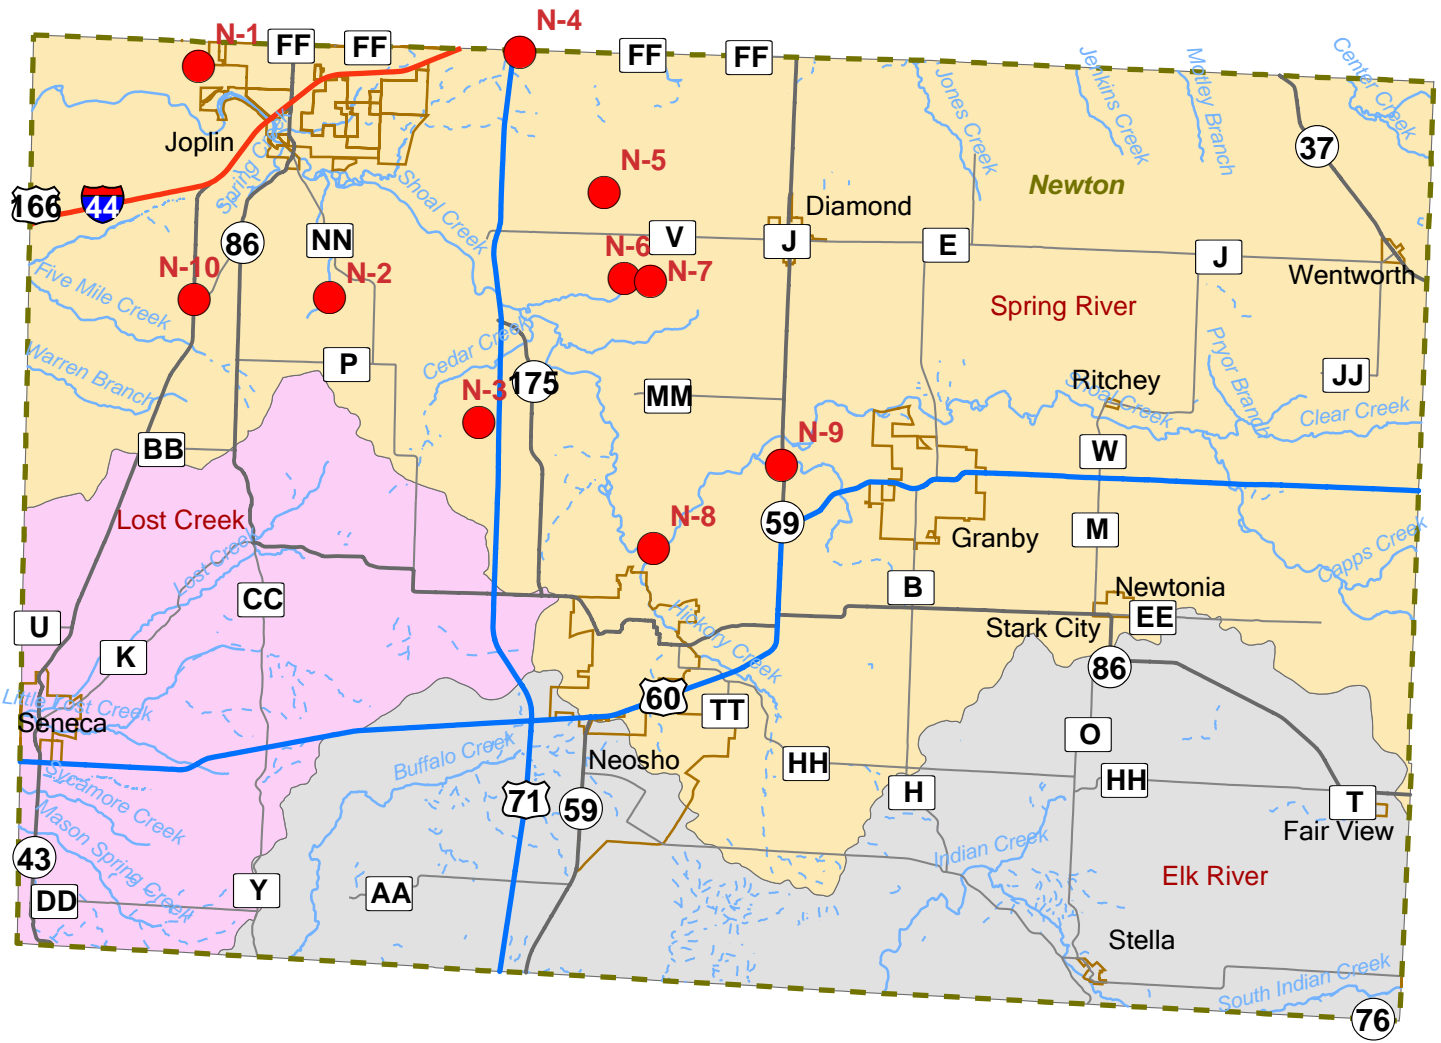 N-4
N-1
FF
FF
FF
FF
Center Creek
Jenkins Creek
Motley Branch
Jones Creek
Joplin
Spring Creek
37
N-5
Newton
Shoal Creek
166
44
Diamond
86
NN
V
J
E
J
N-6
N-7
Wentworth
N-10
N-2
Five Mile Creek
Spring River
Cedar Creek
Warren Branch
P
175
Pryor Branch
Ritchey
JJ
N-3
MM
Shoal Creek
Clear Creek
N-9
BB
W
Lost Creek
N-8
59
Granby
M
Capps Creek
Lost Creek
CC
B
Newtonia
Hickory Creek
EE
U
Stark City
K
86
60
TT
Little Lost Creek
Seneca
O
Buffalo Creek
Neosho
HH
HH
Sycamore Creek
71
59
H
T
Mason Spring Creek
Fair View
Indian Creek
43
Elk River
Y
AA
DD
Stella
South Indian Creek
76